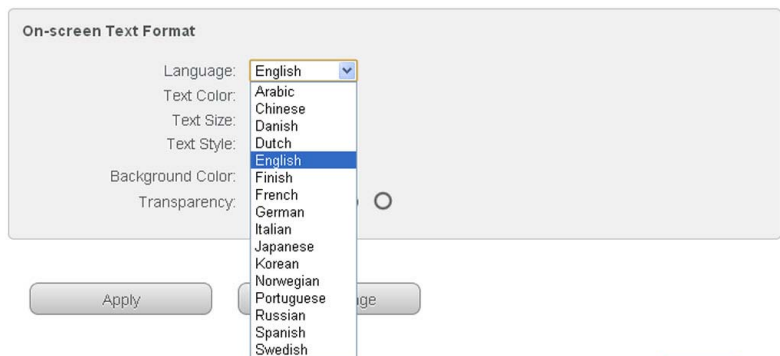 On-screen Text Format
Language: English
Text Color:
Text Size:
Text Style:
Background Color:
Transparency:
Arabic
Chinese
Danish
Dutch
English
Finish
French
German
Italian
Japanese
Korean
Norwegian
Portuguese
Russian
Spanish
Swedish
Apply